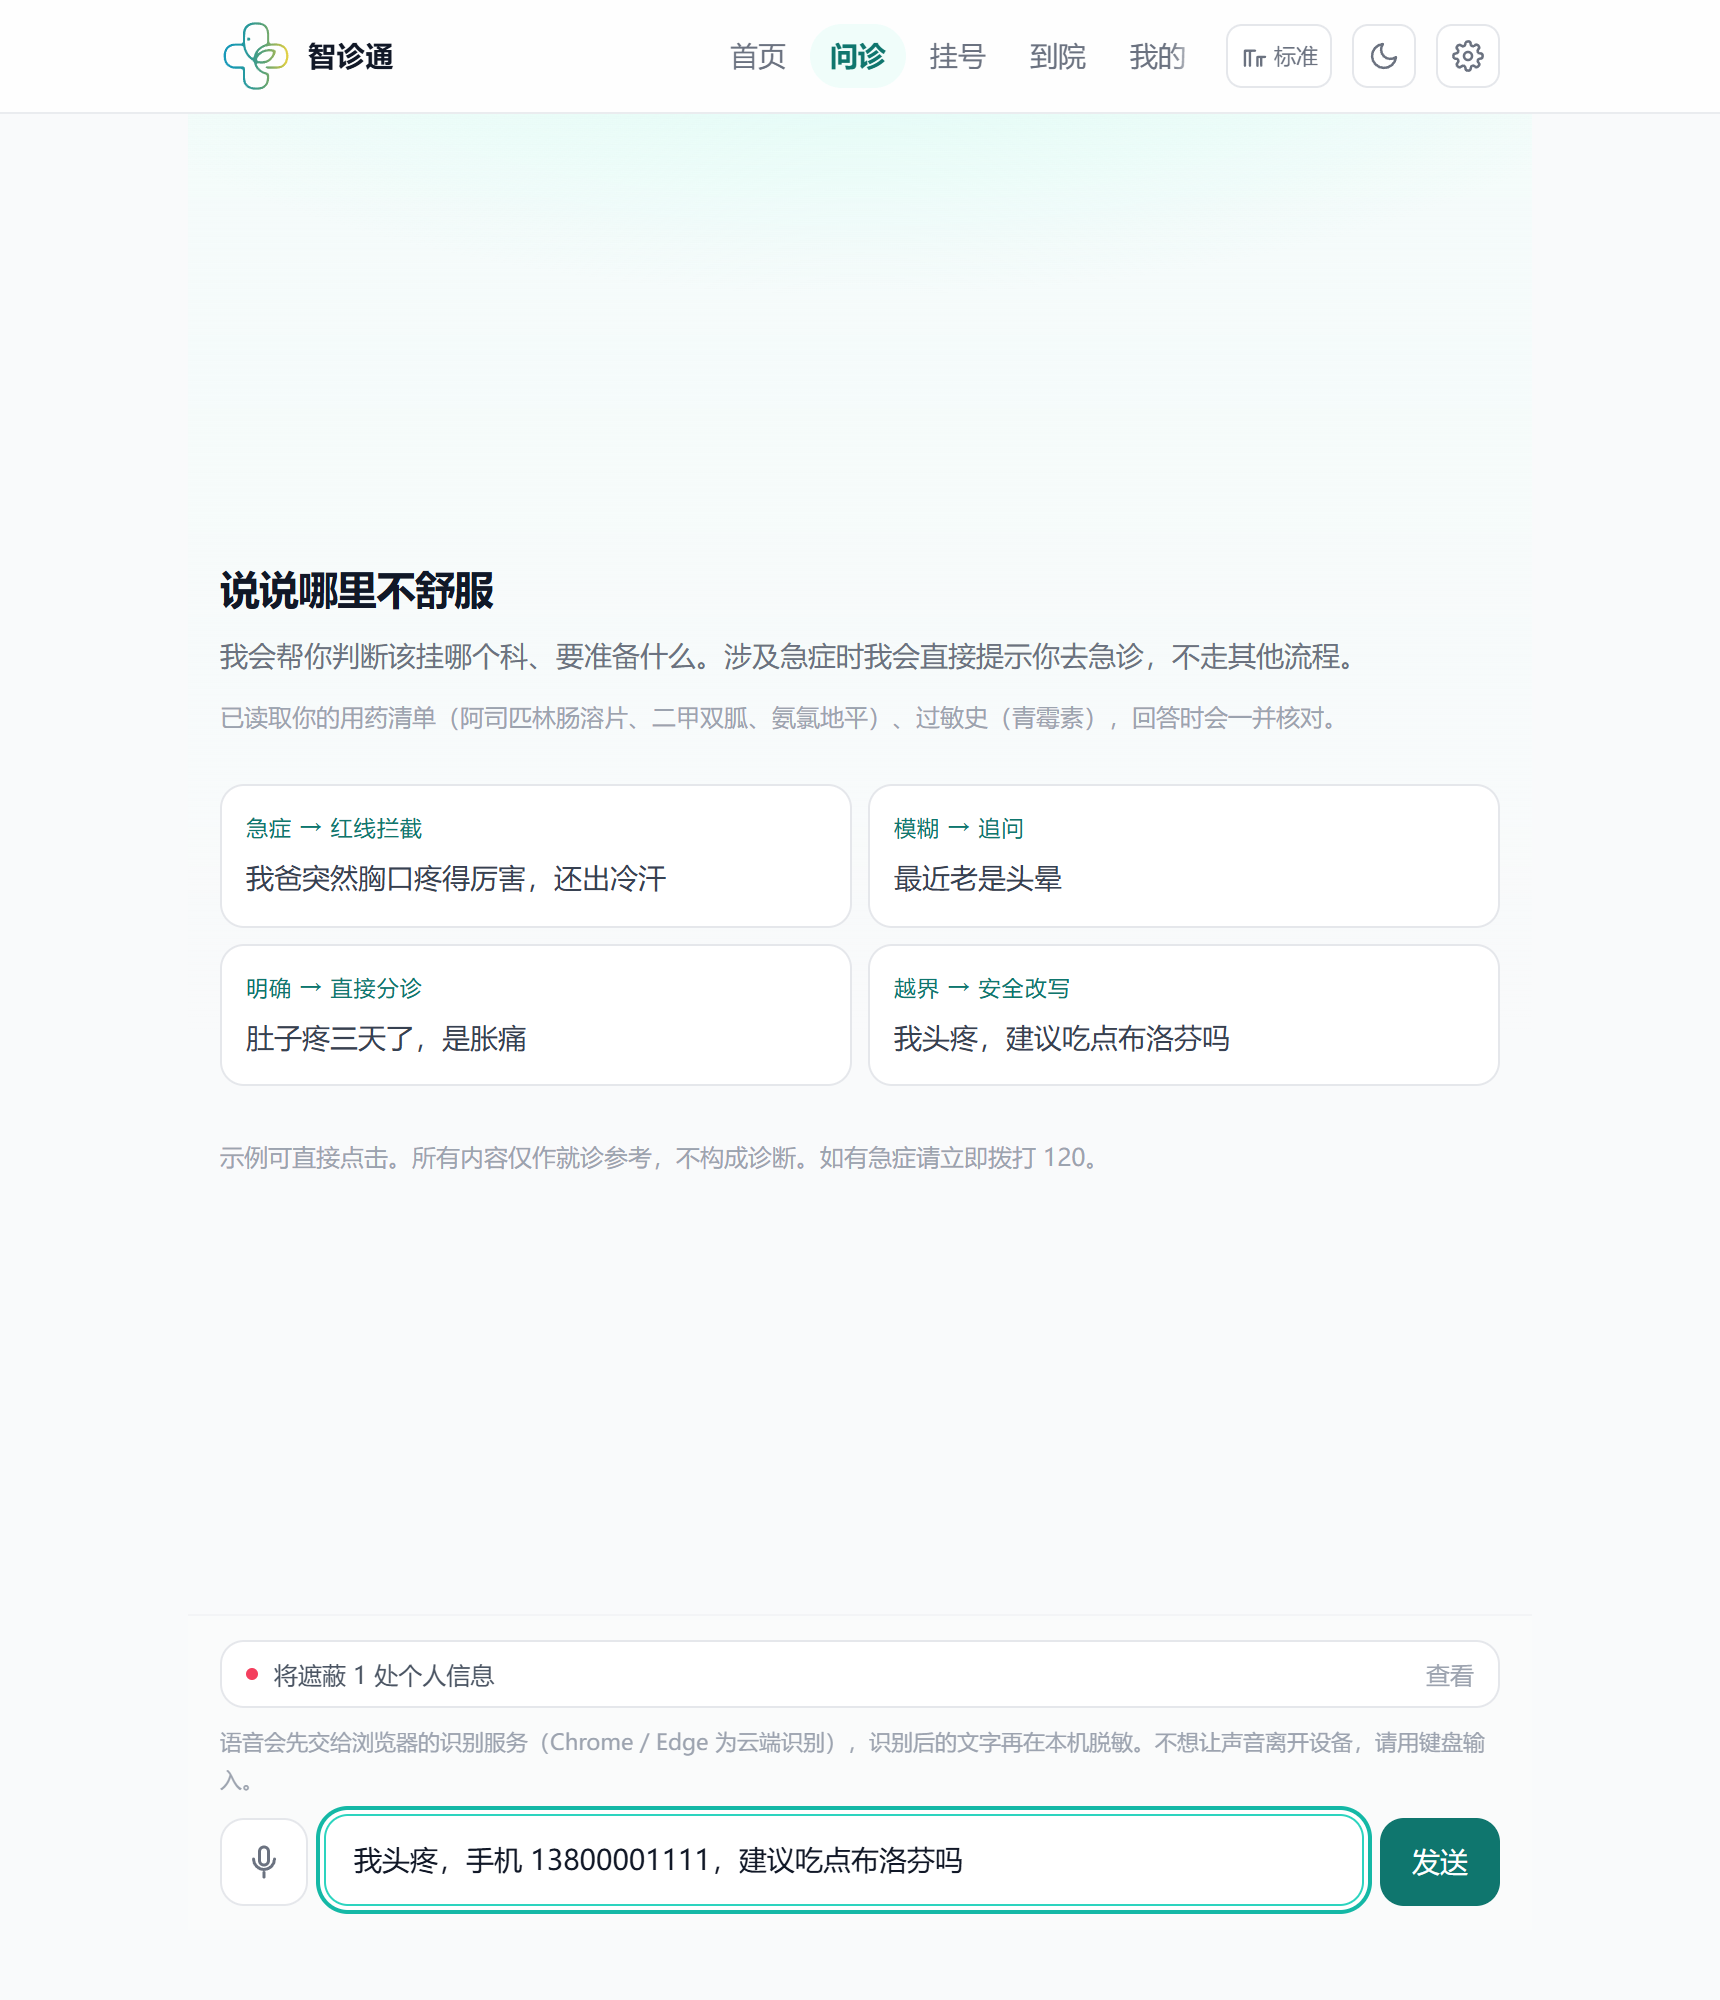 智诊通
首页 问诊 挂号 到院 我的 标准
说说哪里不舒服
我会帮你判断该挂哪个科、要准备什么。涉及急症时我会直接提示你去急诊，不走其他流程。
已读取你的用药清单（阿司匹林肠溶片、二甲双胍、氨氯地平）、过敏史（青霉素），回答时会一并核对。
急症 → 红线拦截
我爸突然胸口疼得厉害，还出冷汗
模糊 → 追问
最近老是头晕
明确 → 直接分诊
肚子疼三天了，是胀痛
越界 → 安全改写
我头疼，建议吃点布洛芬吗
示例可直接点击。所有内容仅作就诊参考，不构成诊断。如有急症请立即拨打 120。
将遮蔽 1 处个人信息 查看
语音会先交给浏览器的识别服务（Chrome / Edge 为云端识别），识别后的文字再在本机脱敏。不想让声音离开设备，请用键盘输
入。
我头疼，手机 13800001111，建议吃点布洛芬吗
发送